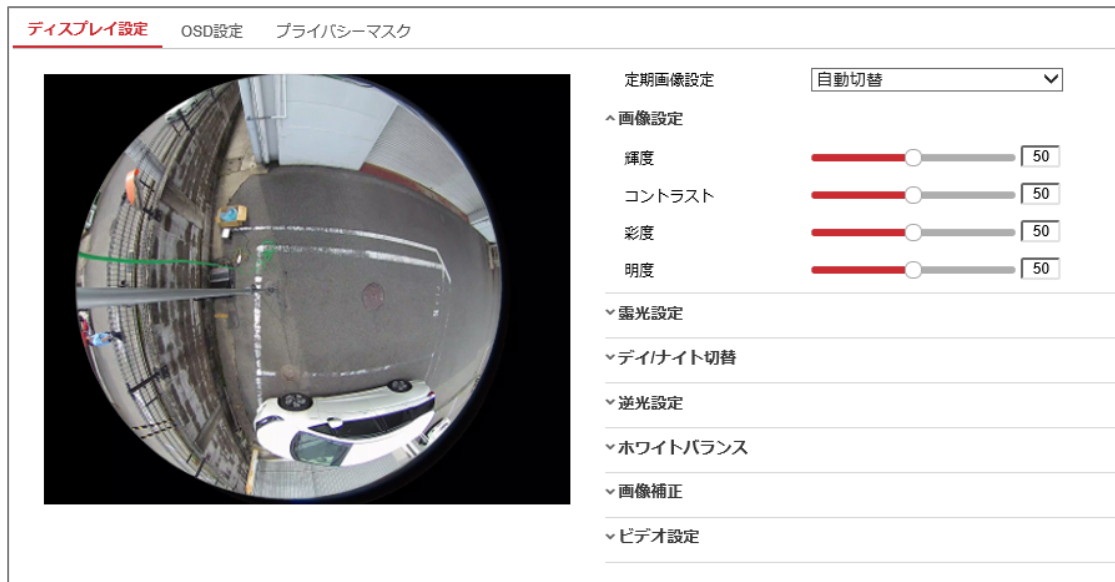 ディスプレイ設定 OSD設定 プライバシーマスク
定期画像設定 自動切替
画像設定
輝度 50
コントラスト 50
彩度 50
明度 50
露光設定
デイ/ナイト切替
逆光設定
ホワイトバランス
画像補正
ビデオ設定